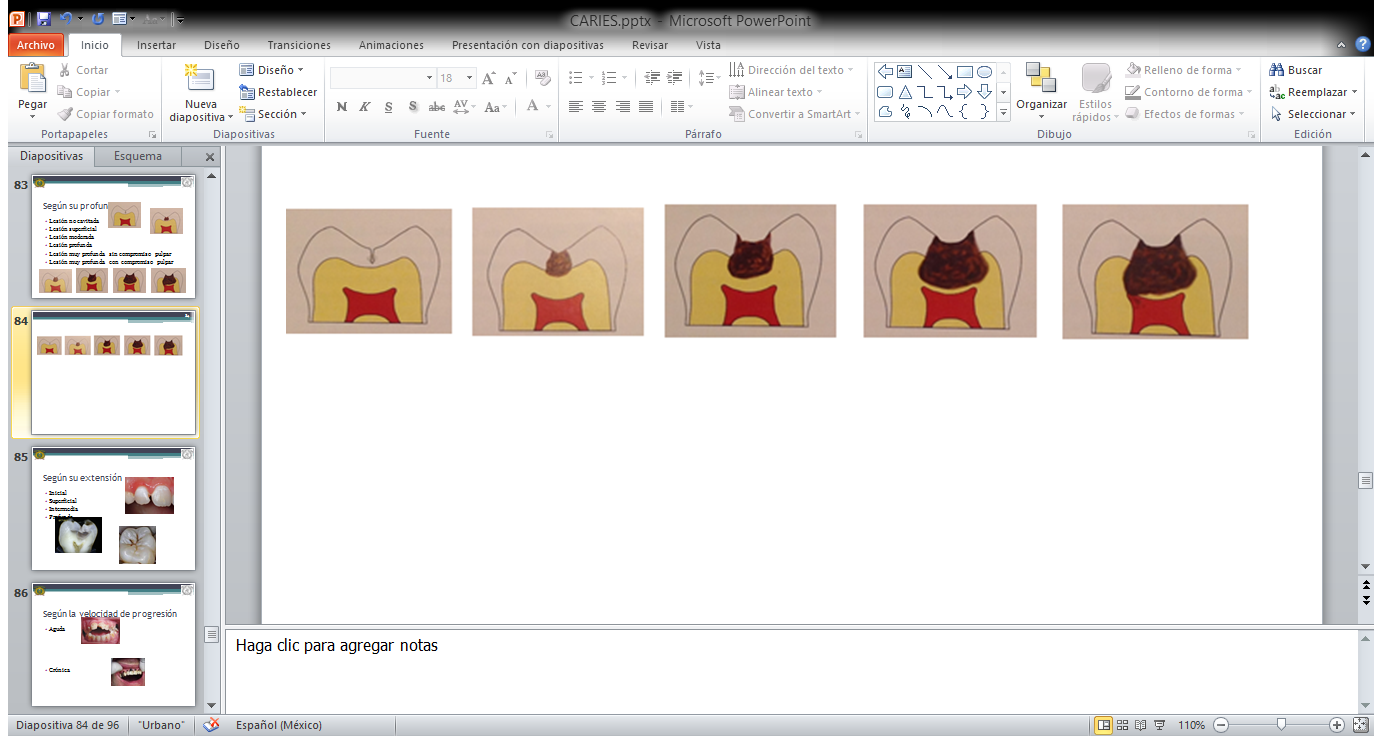 CARIES.pptx - Microsoft PowerPoint
Archivo Inicio Insertar Diseño Transiciones Animaciones Presentación con diapositivas Revisar Vista
Pegar
Cortar
Copiar
Copiar formato
Portapapeles
Nueva diapositiva
Diseño
Restablecer
Sección
Diapositivas
18
N K S S abc AV Aa A
Fuente
Dirección del texto
Alinear texto
Convertir a SmartArt
Párrafo
Organizar
Estilos rápidos
Relleno de forma
Contorno de forma
Efectos de formas
Dibujo
Buscar
Reemplazar
Seleccionar
Edición
Diapositivas Esquema
83
Según su profun
• Lesión no cavitada
• Lesión superficial
• Lesión moderada
• Lesión profunda
• Lesión muy profunda sin compromiso pulpar
• Lesión muy profunda con compromiso pulpar
84
85
Según su extensión
• Inicial
• Superficial
• Intermedia
86
Según la velocidad de progresión
• Aguda
• Crónica
Haga clic para agregar notas
Diapositiva 84 de 96 "Urbano" Español (México) 110%